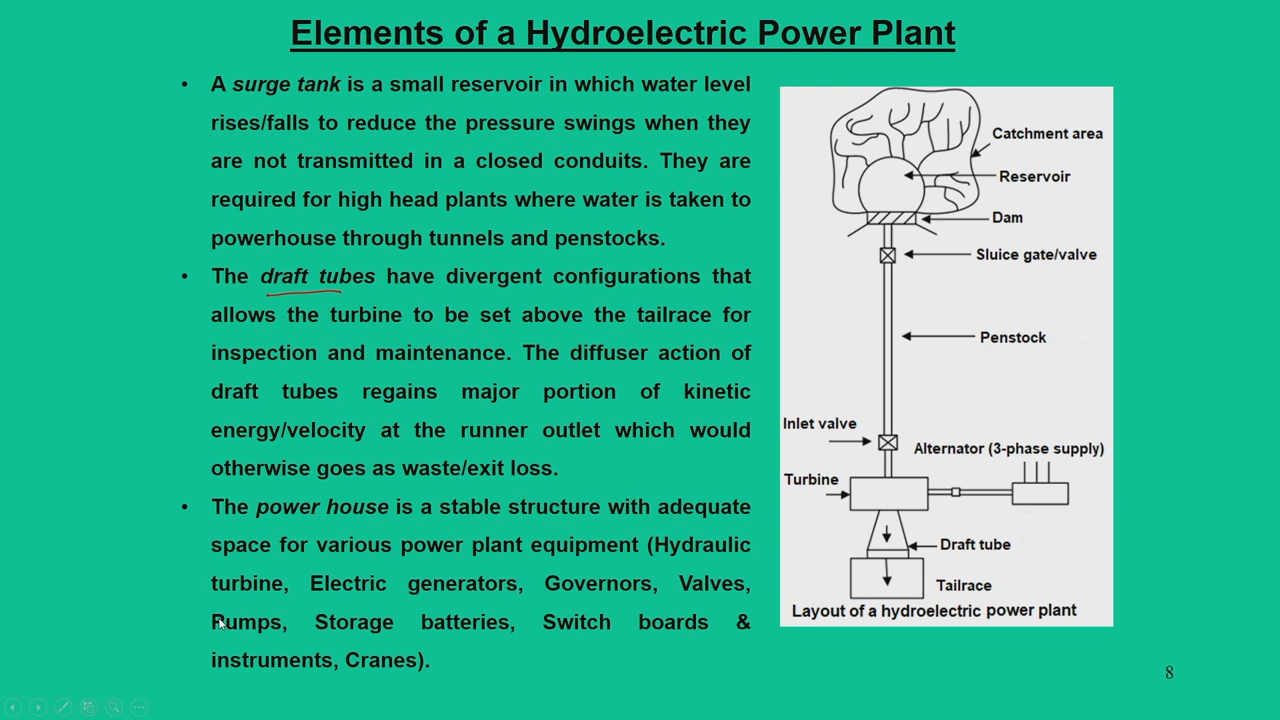 Elements of a Hydroelectric Power Plant
• A surge tank is a small reservoir in which water level
rises/falls to reduce the pressure swings when they
are not transmitted in a closed conduits. They are
required for high head plants where water is taken to
powerhouse through tunnels and penstocks.
• The draft tubes have divergent configurations that
allows the turbine to be set above the tailrace for
inspection and maintenance. The diffuser action of
draft tubes regains major portion of kinetic
energy/velocity at the runner outlet which would
otherwise goes as waste/exit loss.
• The power house is a stable structure with adequate
space for various power plant equipment (Hydraulic
turbine, Electric generators, Governors, Valves,
Pumps, Storage batteries, Switch boards &
instruments, Cranes).
Catchment area
Reservoir
Dam
Sluice gate/valve
Penstock
Inlet valve
Alternator (3-phase supply)
Turbine
Draft tube
Tailrace
Layout of a hydroelectric power plant
8